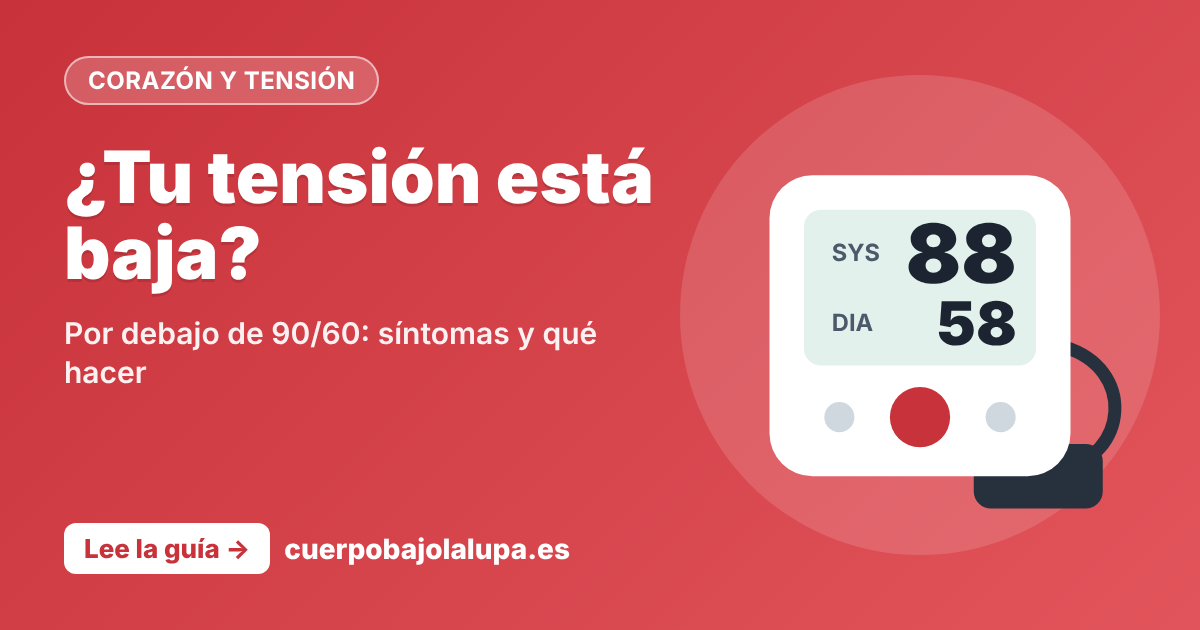 CORAZÓN Y TENSIÓN
¿Tu tensión está
baja?
Por debajo de 90/60: síntomas y qué
hacer
Lee la guía →
cuerpobajolalupa.es
SYS 88
DIA 58